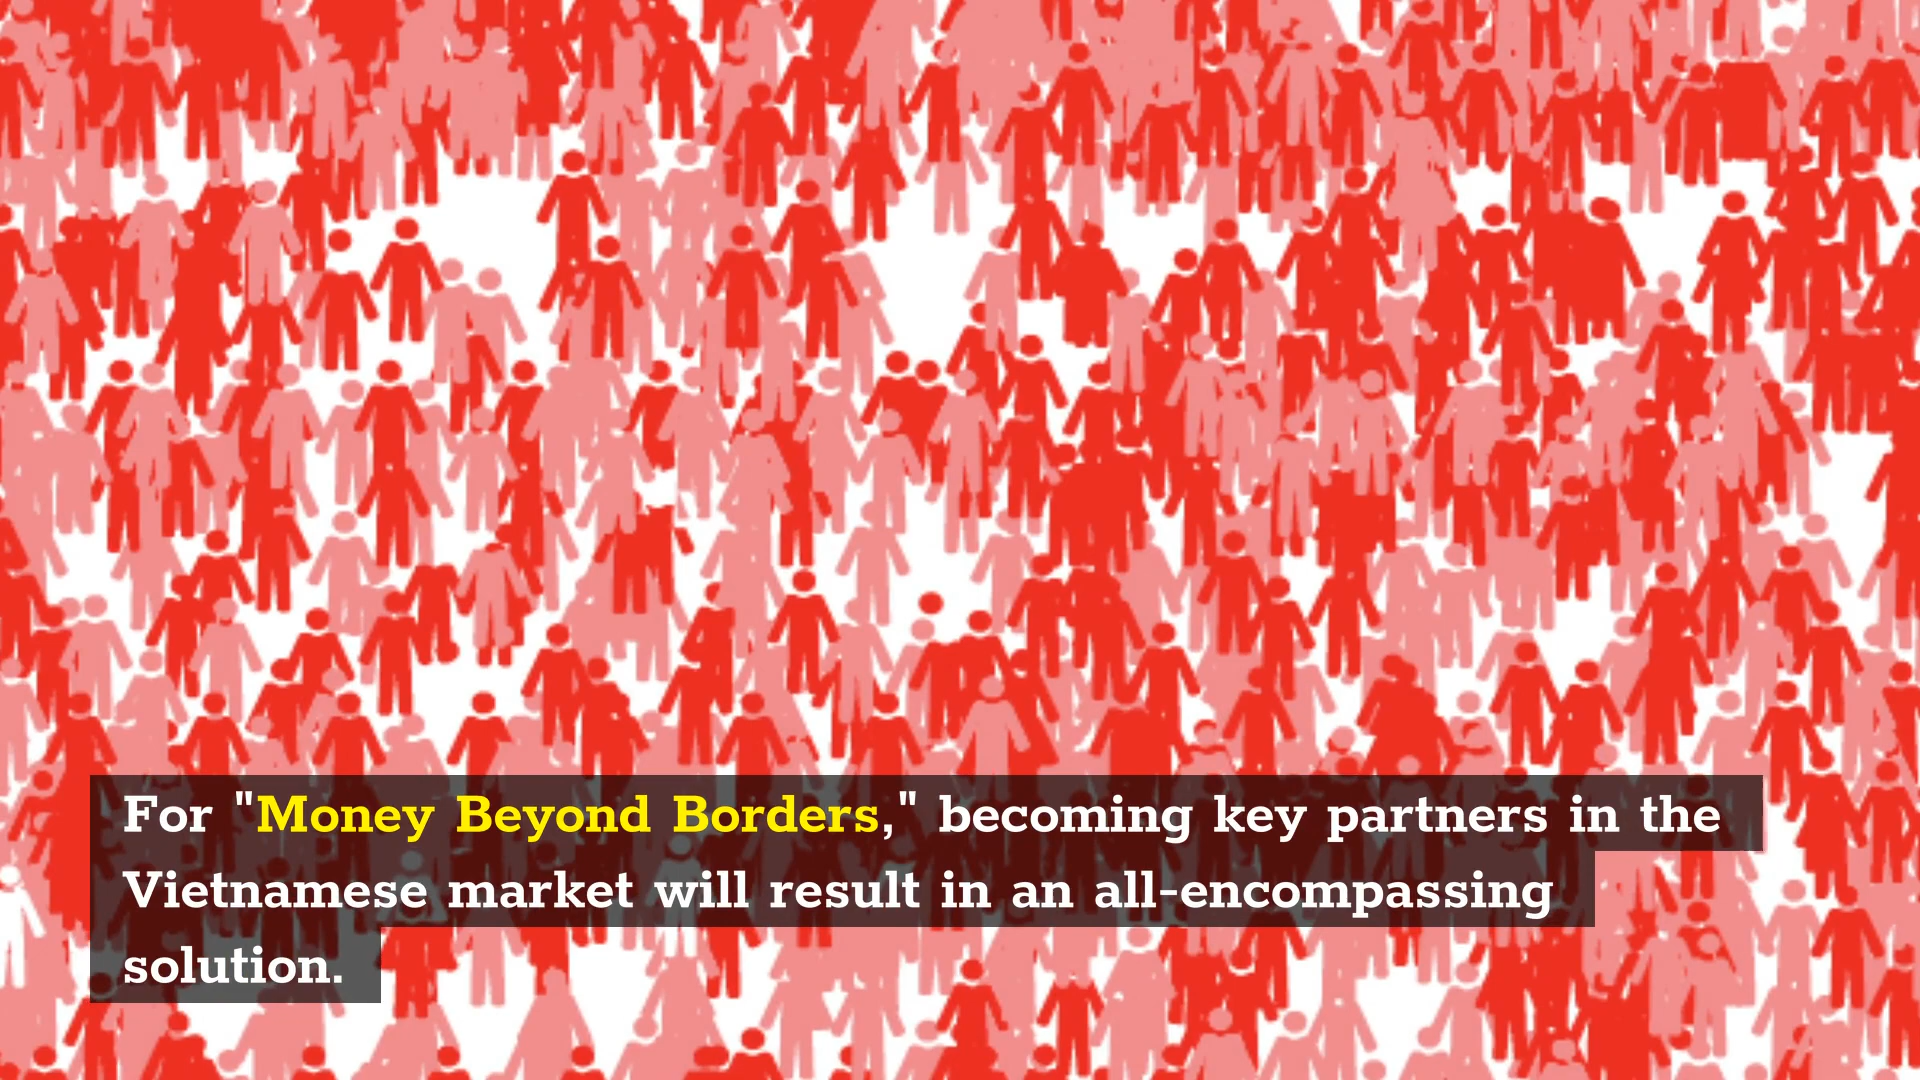 For "Money Beyond Borders," becoming key partners in the
Vietnamese market will result in an all-encompassing
solution.